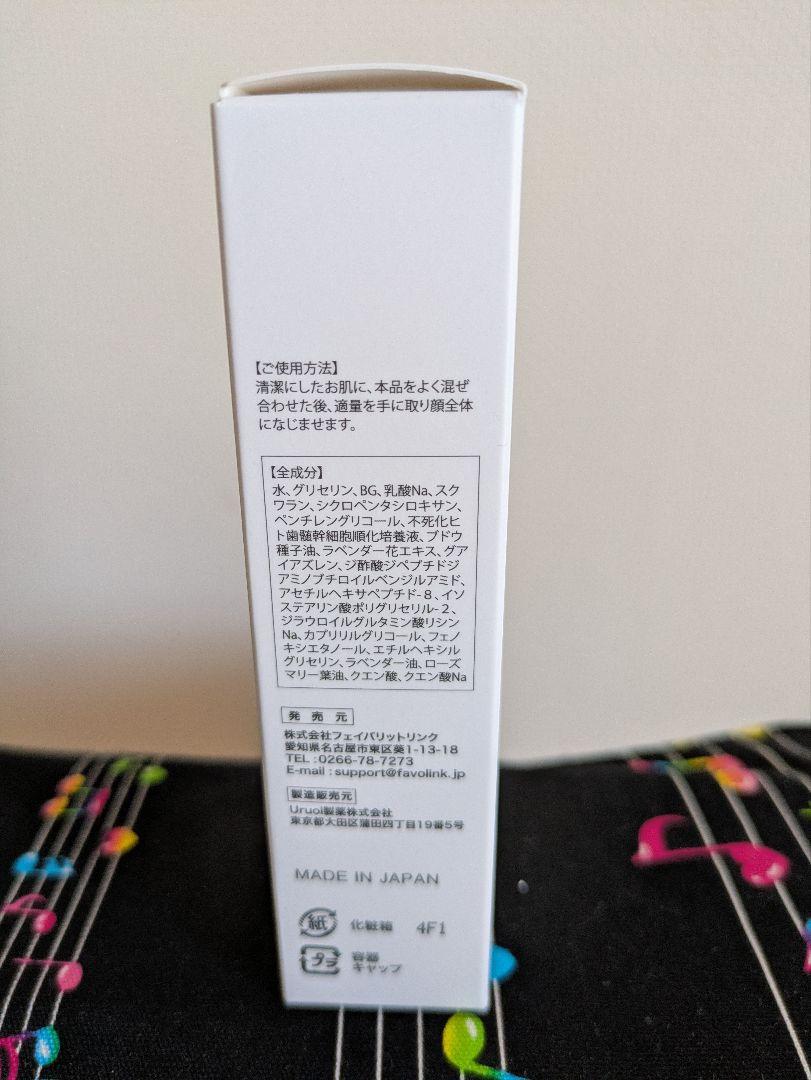 【ご使用方法】
清潔にしたお肌に、本品をよく混ぜ
合わせた後、適量を手に取り顔全体
になじませます。
【全成分】
水、グリセリン、BG、乳酸Na、スク
ワラン、シクロペンタシロキサン、
ペンチレングリコール、不死化ヒ
ト歯髄幹細胞順化培養液、ブドウ
種子油、ラベンダー花エキス、グア
イアズレン、ジ酢酸ジペプチドジ
アミノブチロイルベンジルアミド、
アセチルヘキサペプチド-8、イソ
ステアリン酸ポリグリセリル-2、
ジラウロイルグルタミン酸リシン
Na、カプリリルグリコール、フェノ
キシエタノール、エチルヘキシル
グリセリン、ラベンダー油、ローズ
マリー葉油、クエン酸、クエン酸Na
発売元
株式会社フェイバリットリンク
愛知県名古屋市東区葵1-13-18
TEL:0266-78-7273
E-mail:support@favolink.jp
製造販売元
Uruoi製薬株式会社
東京都大田区蒲田四丁目19番5号
MADE IN JAPAN
紙 化粧箱 4F1
プラ 容器
キャップ